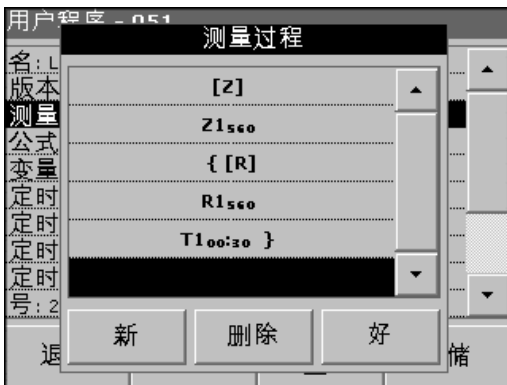 用户程序 - 051
测量过程
名: L
版本
测量
公式
变量
定时
定时
定时
定时
号: 2
[Z]
Z1₅₆₀
{ [R]
R1₅₆₀
T1₀₀:₃₀ }
新
删除
好
退
储